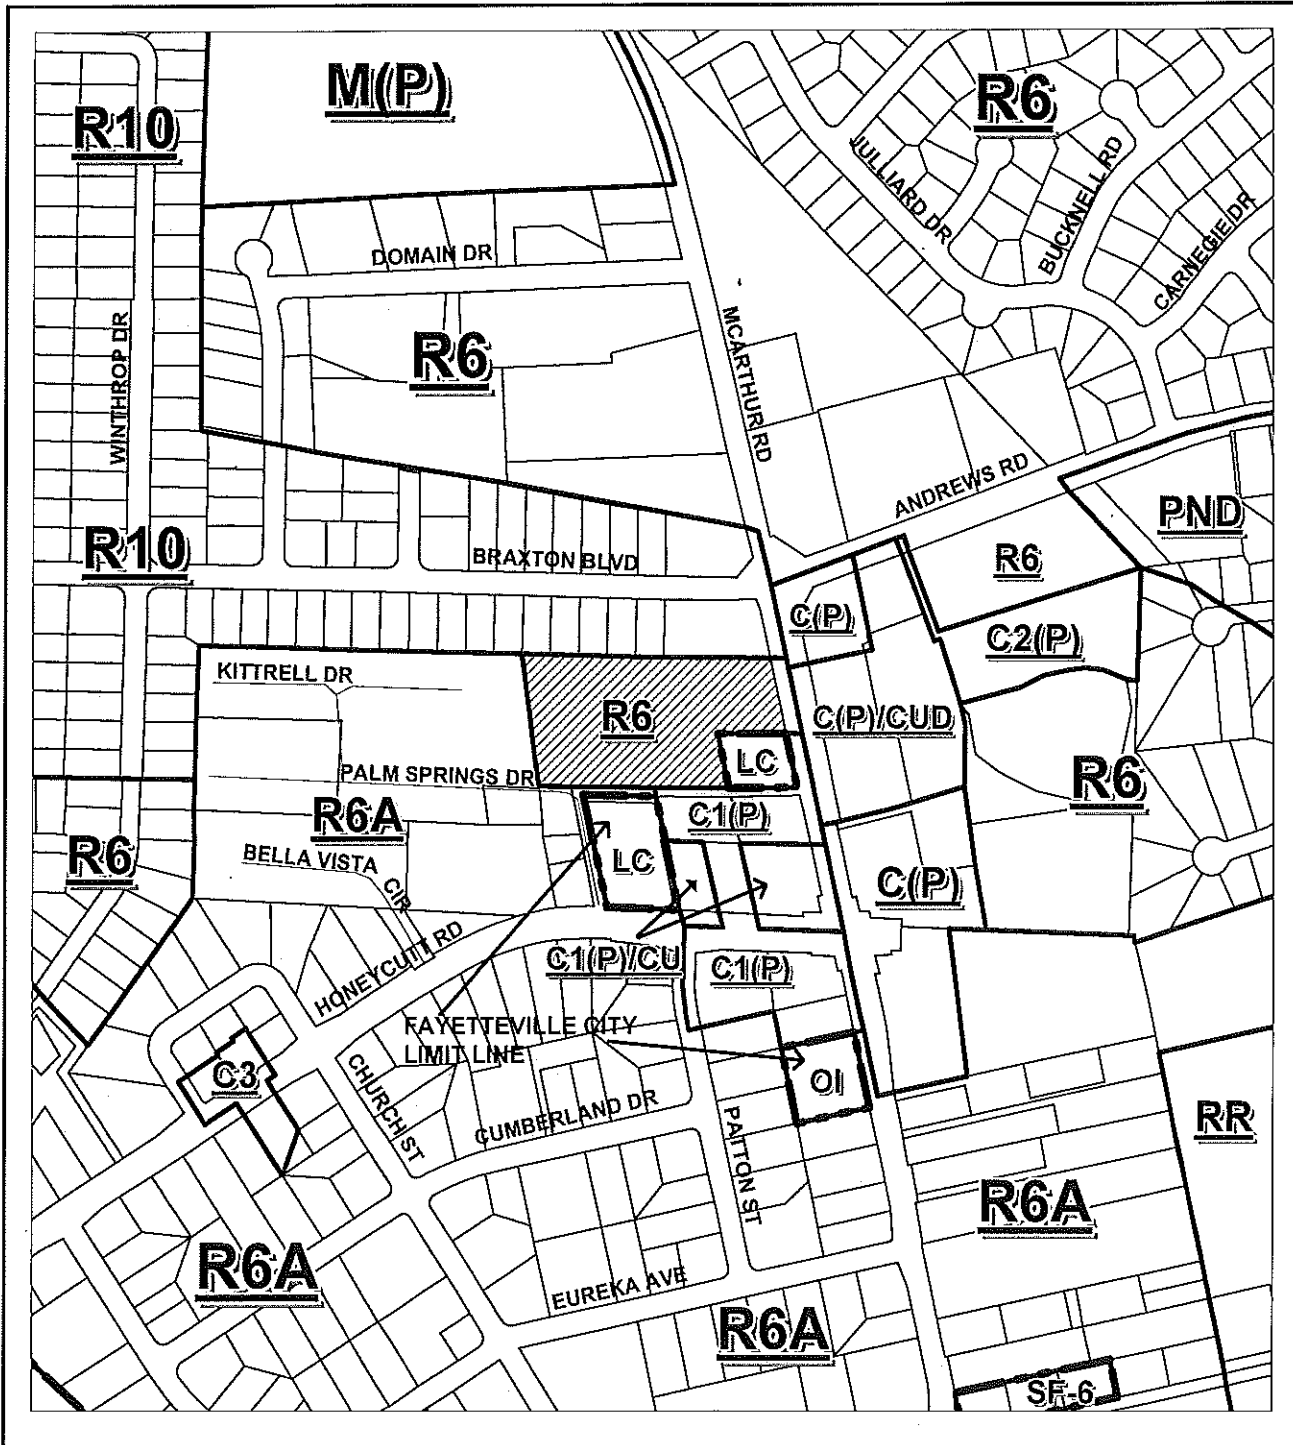 M(P)
R10
R6
JULLIARD DR
BUCKNELL RD
CARNEGIE DR
DOMAIN DR
WINTHROP DR
R6
MCARTHUR RD
ANDREWS RD
PND
R10
BRAXTON BLVD
R6
C(P)
C2(P)
KITTRELL DR
R6
C(P)/CUD
LC
PALM SPRINGS DR
R6
R6A
C1(P)
R6
BELLA VISTA
CIR
LC
C(P)
HONEYCUTT RD
C1(P)/CU
C1(P)
FAYETTEVILLE CITY
LIMIT LINE
C3
OI
CHURCH ST
CUMBERLAND DR
PATTON ST
RR
R6A
R6A
EUREKA AVE
R6A
SF-6